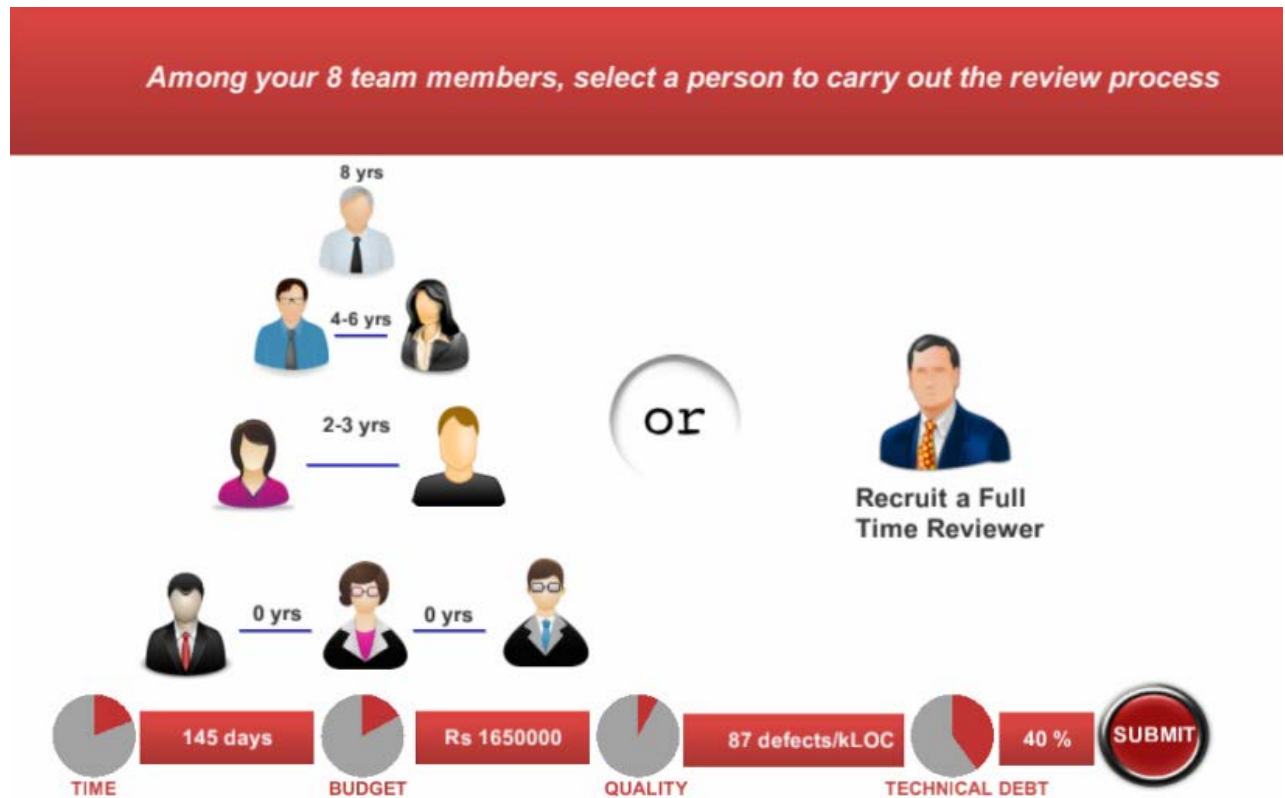 Among your 8 team members, select a person to carry out the review process
8 yrs
4-6 yrs
2-3 yrs
or
Recruit a Full
Time Reviewer
0 yrs
0 yrs
145 days
Rs 1650000
87 defects/kLOC
40 %
SUBMIT
TIME
BUDGET
QUALITY
TECHNICAL DEBT